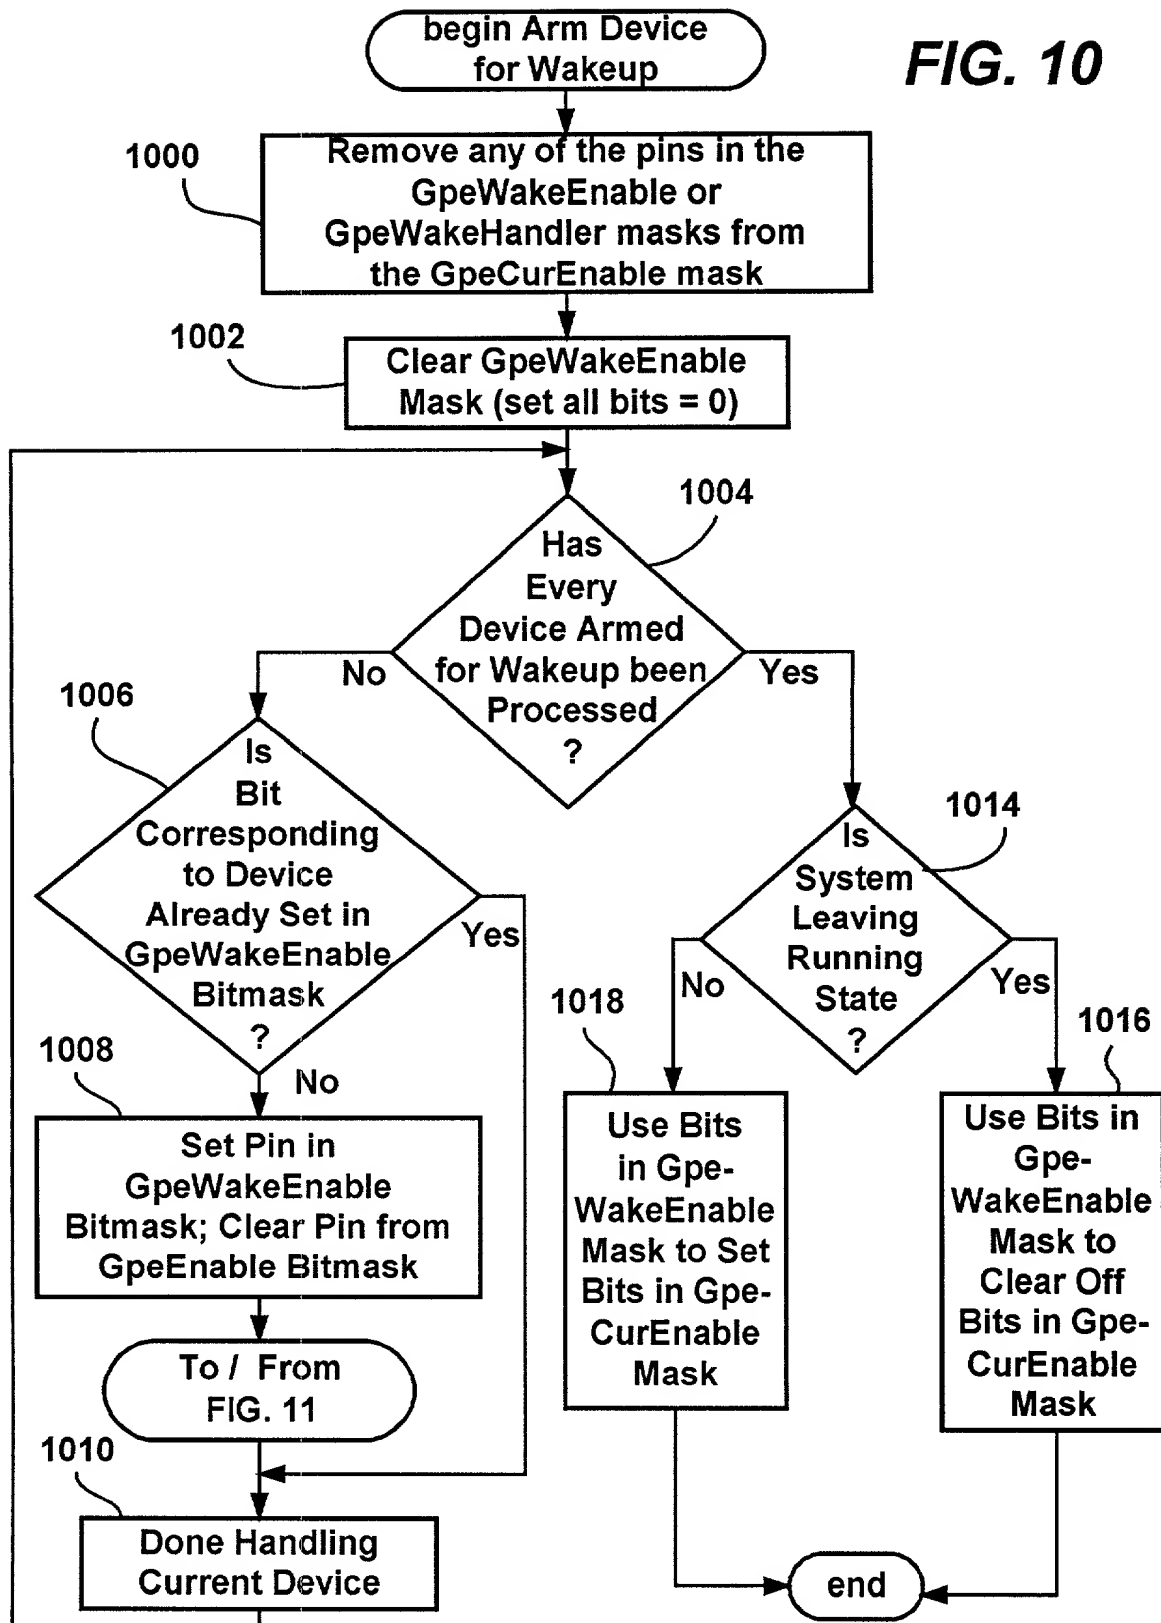 begin Arm Device
for Wakeup
FIG. 10
1000
Remove any of the pins in the
GpeWakeEnable or
GpeWakeHandler masks from
the GpeCurEnable mask
1002
Clear GpeWakeEnable
Mask (set all bits = 0)
1004
Has
Every
Device Armed
for Wakeup been
Processed
?
No
Yes
1006
Is
Bit
Corresponding
to Device
Already Set in
GpeWakeEnable
Bitmask
?
Yes
No
1014
Is
System
Leaving
Running
State
?
No
Yes
1008
Set Pin in
GpeWakeEnable
Bitmask; Clear Pin from
GpeEnable Bitmask
1018
Use Bits
in Gpe-
WakeEnable
Mask to Set
Bits in Gpe-
CurEnable
Mask
1016
Use Bits in
Gpe-
WakeEnable
Mask to
Clear Off
Bits in Gpe-
CurEnable
Mask
To / From
FIG. 11
1010
Done Handling
Current Device
end